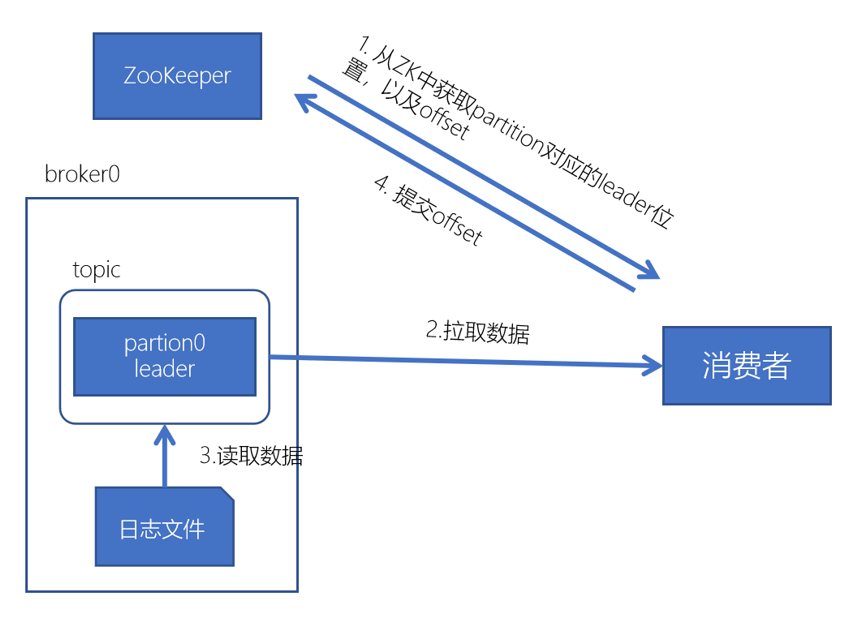 ZooKeeper
1. 从ZK中获取partition对应的leader位
置，以及offset
4. 提交offset
broker0
topic
partion0
leader
2.拉取数据
消费者
3.读取数据
日志文件